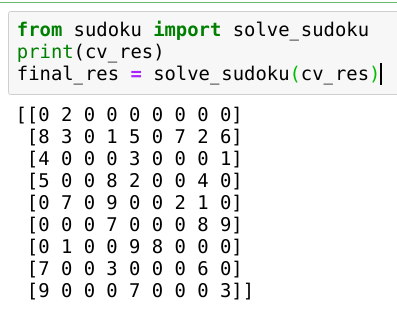 from sudoku import solve_sudoku
print(cv_res)
final_res = solve_sudoku(cv_res)
[[0 2 0 0 0 0 0 0 0]
[8 3 0 1 5 0 7 2 6]
[4 0 0 0 3 0 0 0 1]
[5 0 0 8 2 0 0 4 0]
[0 7 0 9 0 0 2 1 0]
[0 0 0 7 0 0 0 8 9]
[0 1 0 0 9 8 0 0 0]
[7 0 0 3 0 0 0 6 0]
[9 0 0 0 7 0 0 0 3]]